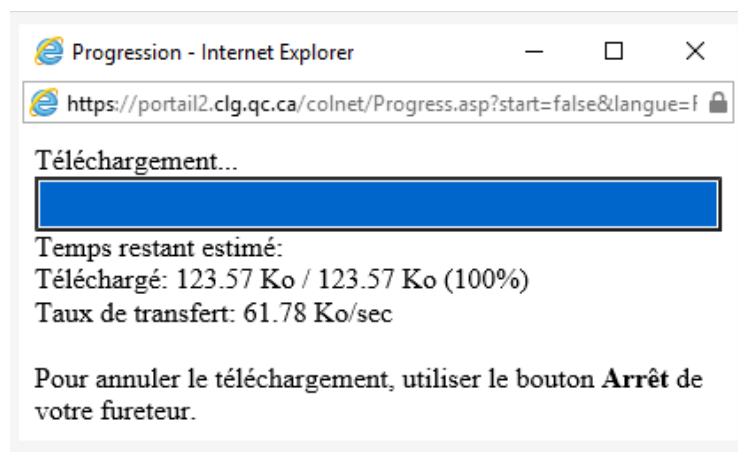 Progression - Internet Explorer
https://portail2.clg.qc.ca/colnet/Progress.asp?start=false&langue=F
Téléchargement...
Temps restant estimé:
Téléchargé: 123.57 Ko / 123.57 Ko (100%)
Taux de transfert: 61.78 Ko/sec
Pour annuler le téléchargement, utiliser le bouton Arrêt de
votre fureteur.